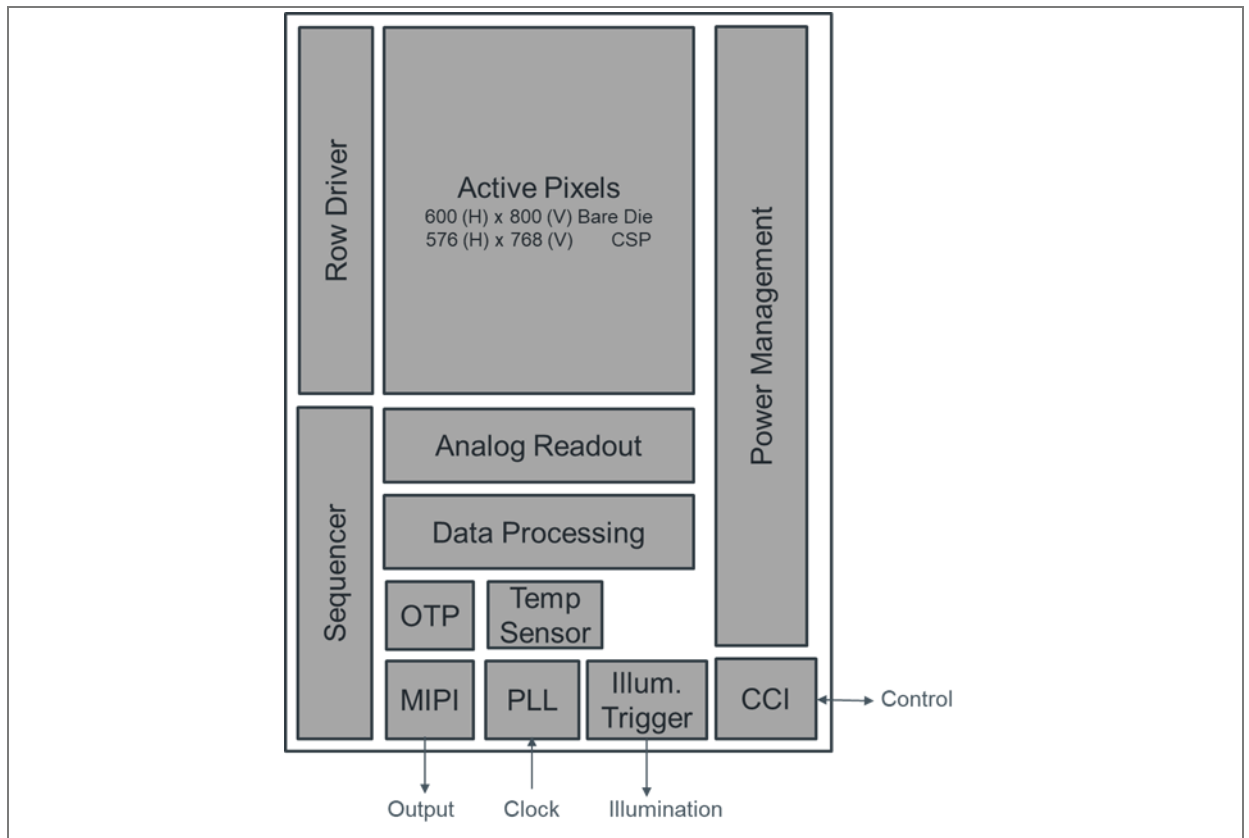 Row Driver
Active Pixels
600 (H) x 800 (V) Bare Die
576 (H) x 768 (V) CSP
Power Management
Sequencer
Analog Readout
Data Processing
OTP
Temp
Sensor
MIPI
PLL
Illum.
Trigger
CCI
Control
Output
Clock
Illumination